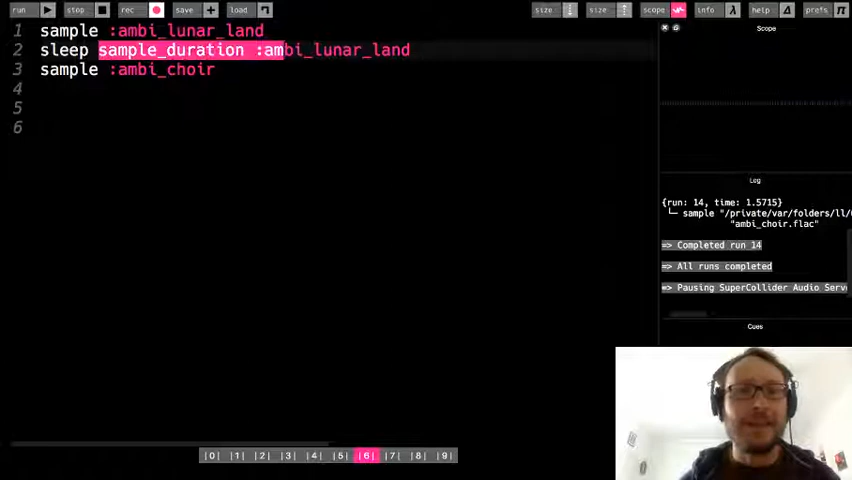 run stop rec save load size size scope info help prefs
Scope
1 sample :ambi_lunar_land
2 sleep sample_duration :ambi_lunar_land
3 sample :ambi_choir
4
5
6
Log
{run: 14, time: 1.5715}
└─ sample "/private/var/folders/ll/
"ambi_choir.flac"
=> Completed run 14
=> All runs completed
=> Pausing SuperCollider Audio Serv
Cues
|0| |1| |2| |3| |4| |5| |6| |7| |8| |9|